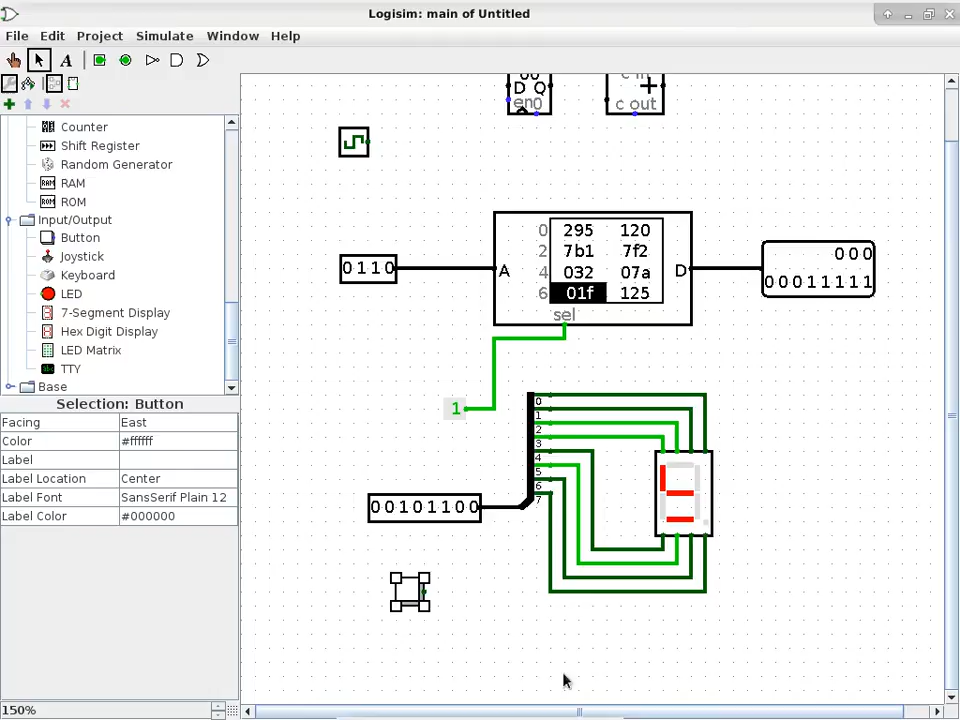 Logisim: main of Untitled
File Edit Project Simulate Window Help
A
Counter
Shift Register
Random Generator
RAM RAM
ROM ROM
Input/Output
Button
Joystick
Keyboard
LED
7-Segment Display
Hex Digit Display
LED Matrix
TTY
Base
Selection: Button
Facing East
Color #ffffff
Label
Label Location Center
Label Font SansSerif Plain 12
Label Color #000000
150%
D Q
en0
c out
0110
A
0 295 120
2 7b1 7f2
4 032 07a
6 01f 125
sel
D
000
00011111
1
0
1
2
3
4
5
6
7
00101100